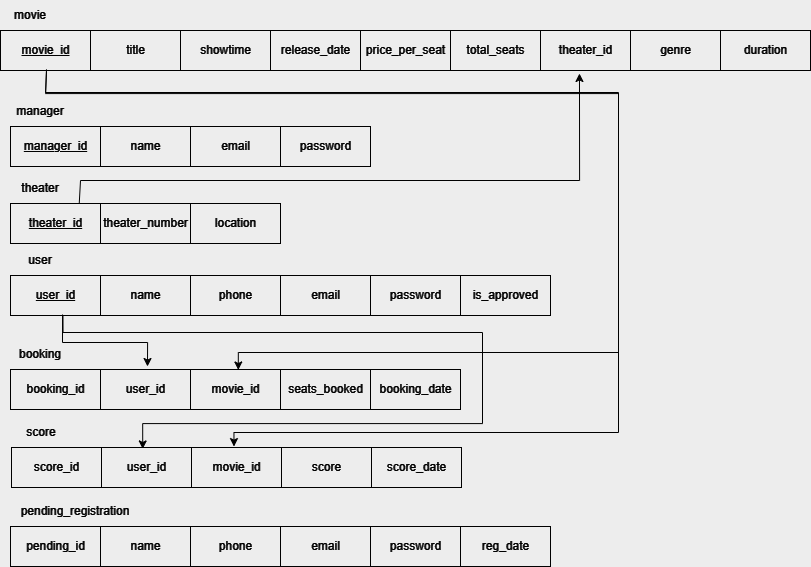 movie
movie_id title showtime release_date price_per_seat total_seats theater_id genre duration
manager
manager_id name email password
theater
theater_id theater_number location
user
user_id name phone email password is_approved
booking
booking_id user_id movie_id seats_booked booking_date
score
score_id user_id movie_id score score_date
pending_registration
pending_id name phone email password reg_date